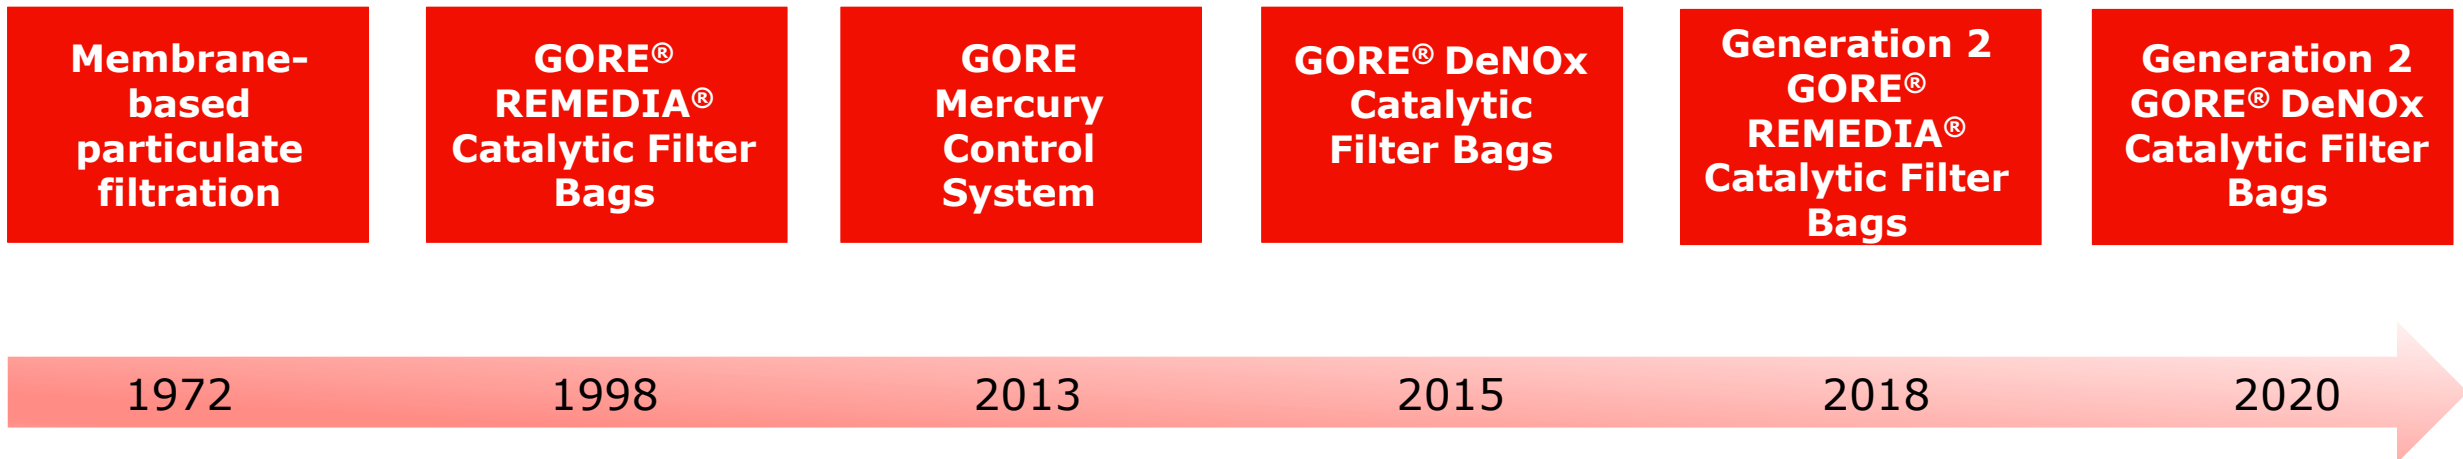 Membrane-
based
particulate
filtration
GORE®
REMEDIA®
Catalytic Filter
Bags
GORE
Mercury
Control
System
GORE® DeNOx
Catalytic
Filter Bags
Generation 2
GORE®
REMEDIA®
Catalytic Filter
Bags
Generation 2
GORE® DeNOx
Catalytic Filter
Bags
1972
1998
2013
2015
2018
2020